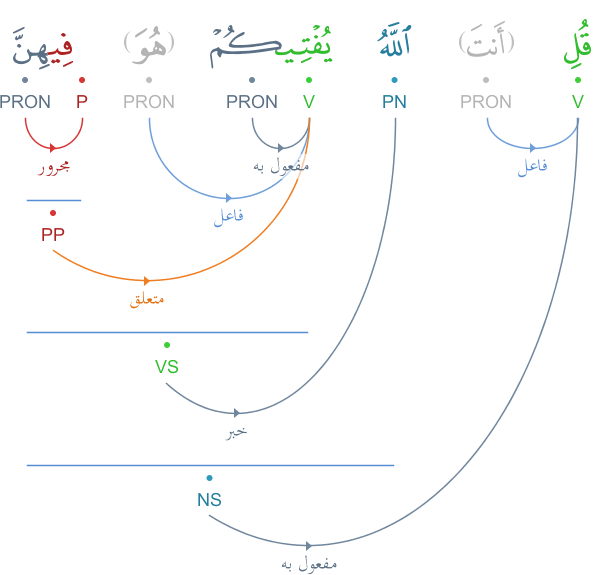 قُلِ (أَنتَ) ٱللَّهُ يُفْتِيكُمْ (هُوَ) فِيهِنَّ
V PRON PN V PRON PRON P PRON
فاعل مفعول به مجرور
فاعل
PP
متعلق
VS
خبر
NS
مفعول به